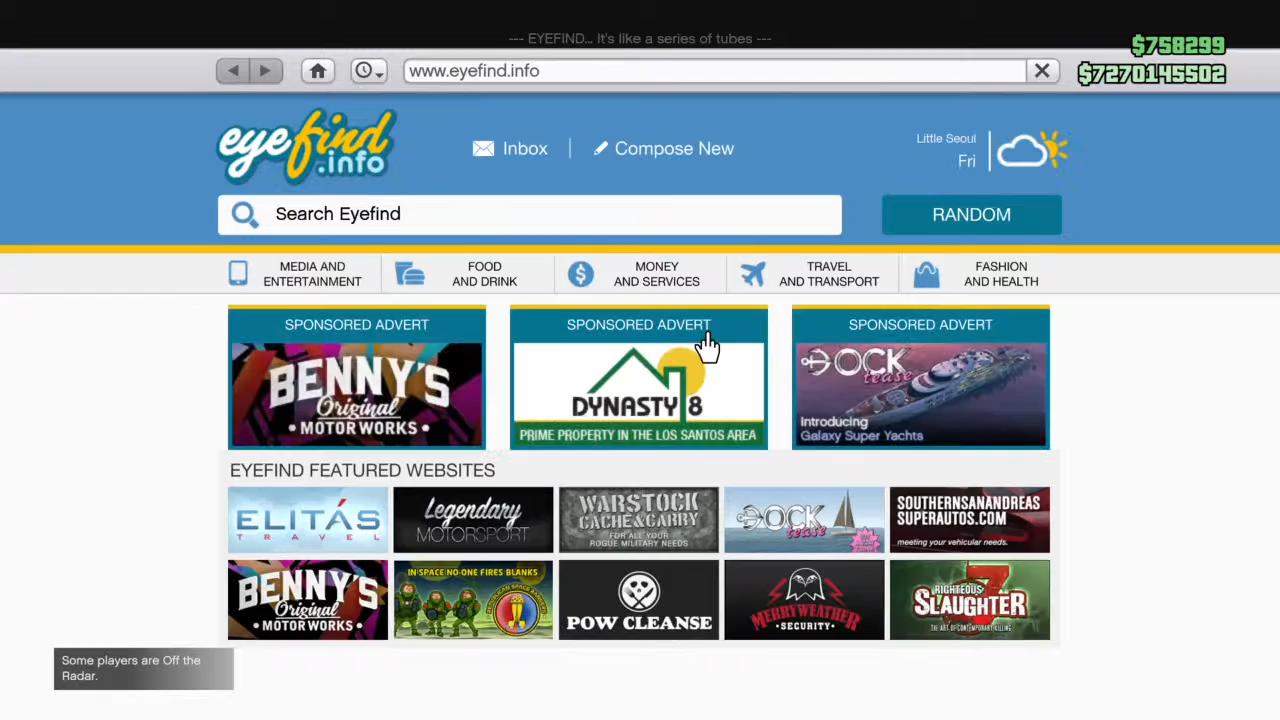 --- EYEFIND... It's like a series of tubes ---
$758299
$7270145502
www.eyefind.info
eyefind
.info
Inbox
Compose New
Little Seoul
Fri
Search Eyefind
RANDOM
MEDIA AND
ENTERTAINMENT
FOOD
AND DRINK
MONEY
AND SERVICES
TRAVEL
AND TRANSPORT
FASHION
AND HEALTH
SPONSORED ADVERT
BENNY'S
Original
• MOTOR WORKS •
SPONSORED ADVERT
DYNASTY 8
PRIME PROPERTY IN THE LOS SANTOS AREA
SPONSORED ADVERT
DOCK
tease
Introducing
Galaxy Super Yachts
EYEFIND FEATURED WEBSITES
ELITÁS
TRAVEL
Legendary
MOTORSPORT
WARSTOCK
CACHE & CARRY
FOR ALL YOUR
ROGUE MILITARY NEEDS
DOCK
tease
SOUTHERNSANANDREAS
SUPERAUTOS.COM
meeting your vehicular needs.
BENNY'S
Original
• MOTOR WORKS •
IN SPACE NO-ONE FIRES BLANKS
POW CLEANSE
MERRYWEATHER
• SECURITY •
RIGHTEOUS
SLAUGHTER
7
THE ART OF CONTEMPORARY KILLING
Some players are Off the
Radar.